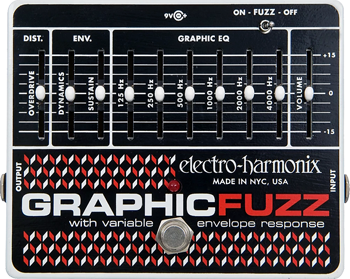 9V
ON - FUZZ - OFF
DIST. ENV. GRAPHIC EQ
OVERDRIVE DYNAMICS SUSTAIN 125 Hz 250 Hz 500 Hz 1000 Hz 2000 Hz 4000 Hz VOLUME
+15
0
-15
OUTPUT
INPUT
electro-harmonix
MADE IN NYC, USA
GRAPHICFUZZ
with variable envelope response